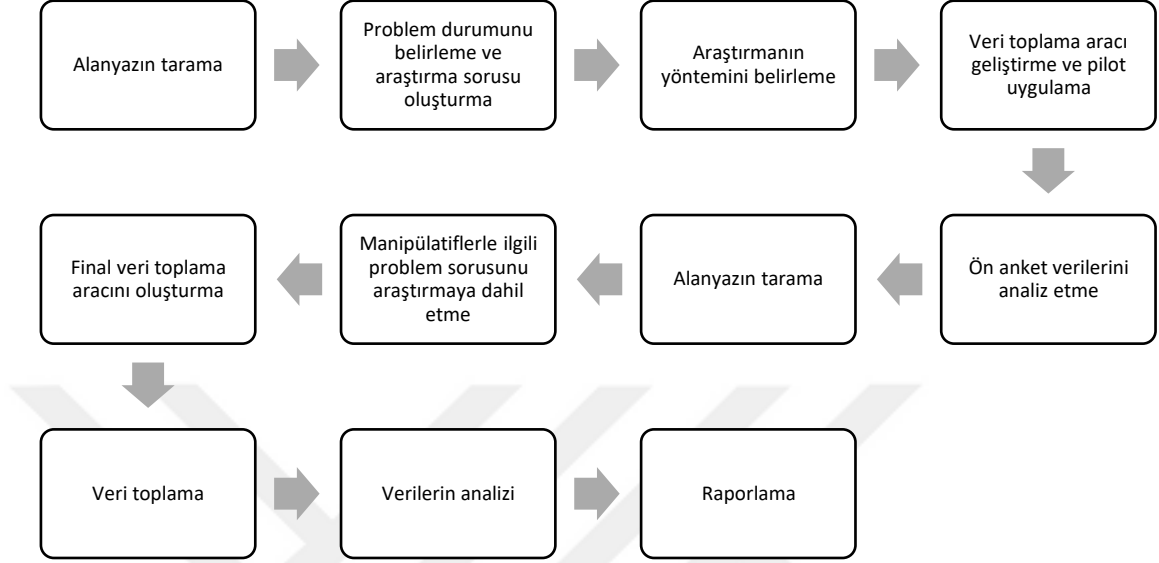 Alanyazın tarama
Problem durumunu
belirleme ve
araştırma sorusu
oluşturma
Araştırmanın
yöntemini belirleme
Veri toplama aracı
geliştirme ve pilot
uygulama
Ön anket verilerini
analiz etme
Alanyazın tarama
Manipülatiflerle ilgili
problem sorusunu
araştırmaya dahil
etme
Final veri toplama
aracını oluşturma
Veri toplama
Verilerin analizi
Raporlama